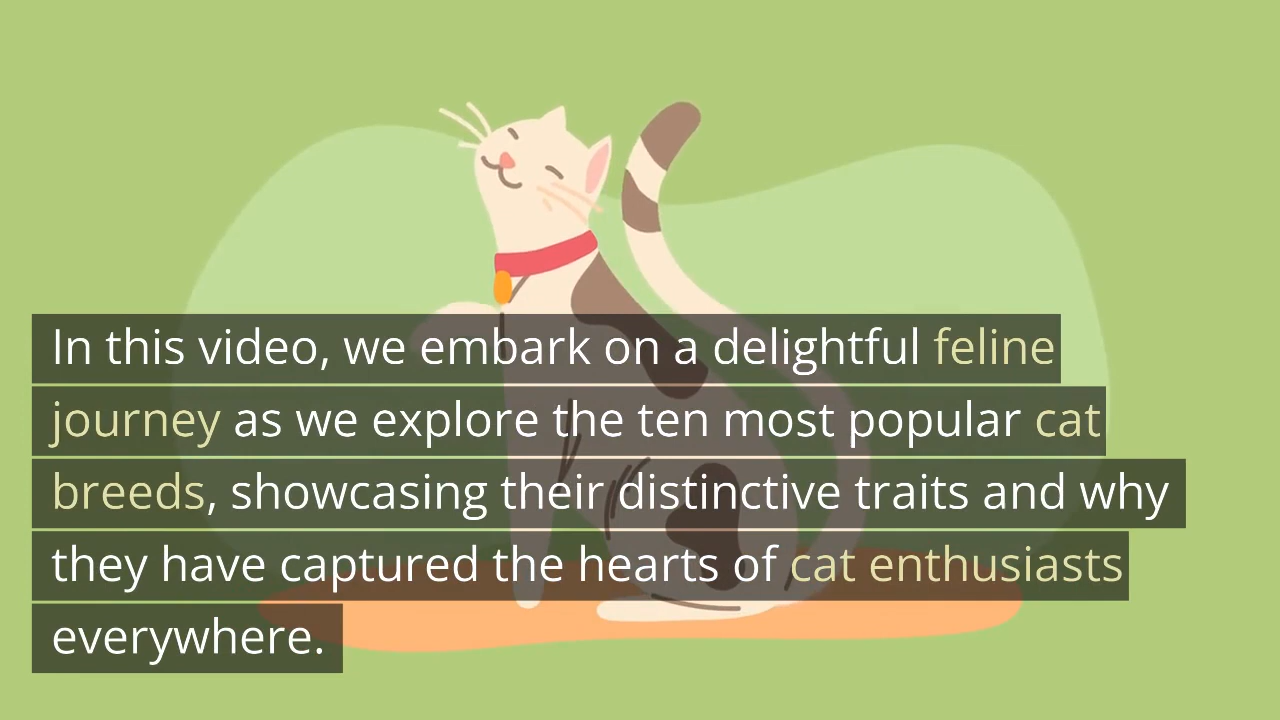 In this video, we embark on a delightful feline
journey as we explore the ten most popular cat
breeds, showcasing their distinctive traits and why
they have captured the hearts of cat enthusiasts
everywhere.